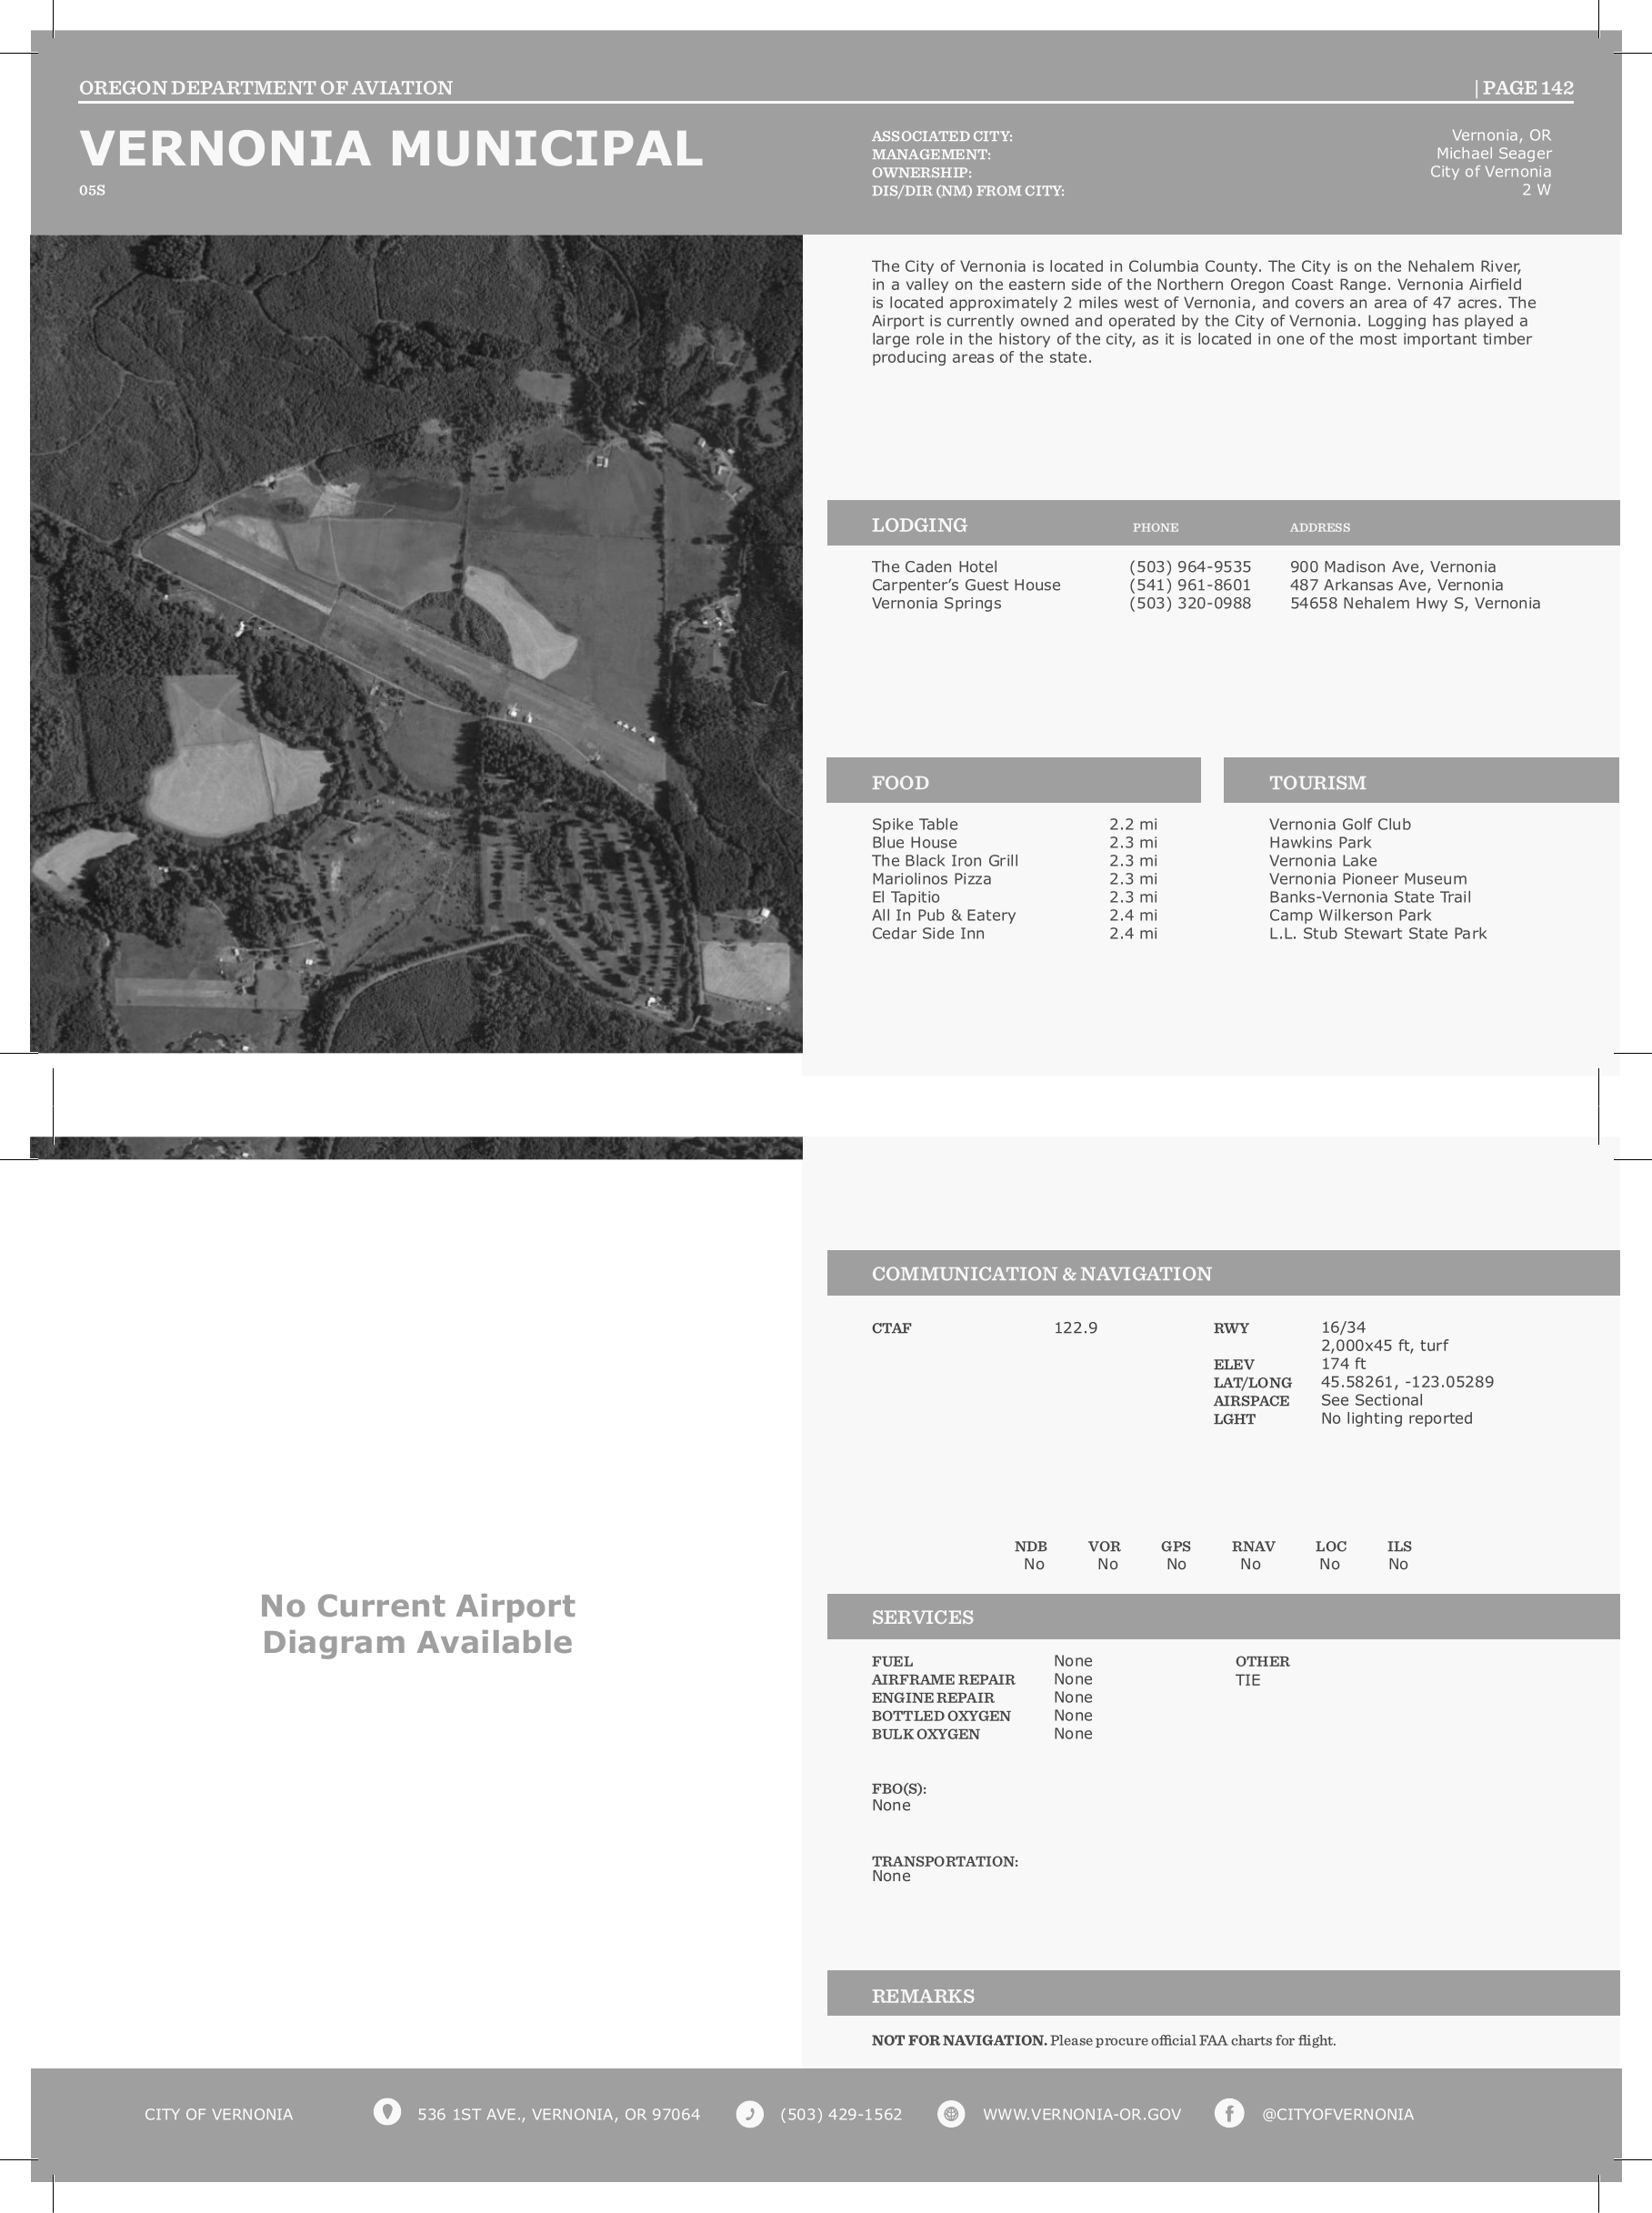 OREGON DEPARTMENT OF AVIATION
| PAGE 142
VERNONIA MUNICIPAL
05S
ASSOCIATED CITY: Vernonia, OR
MANAGEMENT: Michael Seager
OWNERSHIP: City of Vernonia
DIS/DIR (NM) FROM CITY: 2 W
The City of Vernonia is located in Columbia County. The City is on the Nehalem River,
in a valley on the eastern side of the Northern Oregon Coast Range. Vernonia Airfield
is located approximately 2 miles west of Vernonia, and covers an area of 47 acres. The
Airport is currently owned and operated by the City of Vernonia. Logging has played a
large role in the history of the city, as it is located in one of the most important timber
producing areas of the state.
LODGING PHONE ADDRESS
The Caden Hotel (503) 964-9535 900 Madison Ave, Vernonia
Carpenter’s Guest House (541) 961-8601 487 Arkansas Ave, Vernonia
Vernonia Springs (503) 320-0988 54658 Nehalem Hwy S, Vernonia
FOOD
Spike Table 2.2 mi
Blue House 2.3 mi
The Black Iron Grill 2.3 mi
Mariolinos Pizza 2.3 mi
El Tapitio 2.3 mi
All In Pub & Eatery 2.4 mi
Cedar Side Inn 2.4 mi
TOURISM
Vernonia Golf Club
Hawkins Park
Vernonia Lake
Vernonia Pioneer Museum
Banks-Vernonia State Trail
Camp Wilkerson Park
L.L. Stub Stewart State Park
No Current Airport
Diagram Available
COMMUNICATION & NAVIGATION
CTAF 122.9
RWY 16/34
2,000x45 ft, turf
ELEV 174 ft
LAT/LONG 45.58261, -123.05289
AIRSPACE See Sectional
LGHT No lighting reported
NDB VOR GPS RNAV LOC ILS
No No No No No No
SERVICES
FUEL None
AIRFRAME REPAIR None
ENGINE REPAIR None
BOTTLED OXYGEN None
BULK OXYGEN None
OTHER
TIE
FBO(S):
None
TRANSPORTATION:
None
REMARKS
NOT FOR NAVIGATION. Please procure official FAA charts for flight.
CITY OF VERNONIA 536 1ST AVE., VERNONIA, OR 97064 (503) 429-1562 WWW.VERNONIA-OR.GOV @CITYOFVERNONIA